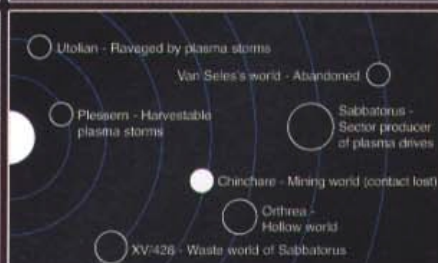 Utolian - Ravaged by plasma storms
Van Seles's world - Abandoned
Plessern - Harvestable
plasma storms
Sabbatorus -
Sector producer
of plasma drives
Chinchare - Mining world (contact lost)
Orthrea -
Hollow world
XV/426 - Waste world of Sabbatorus